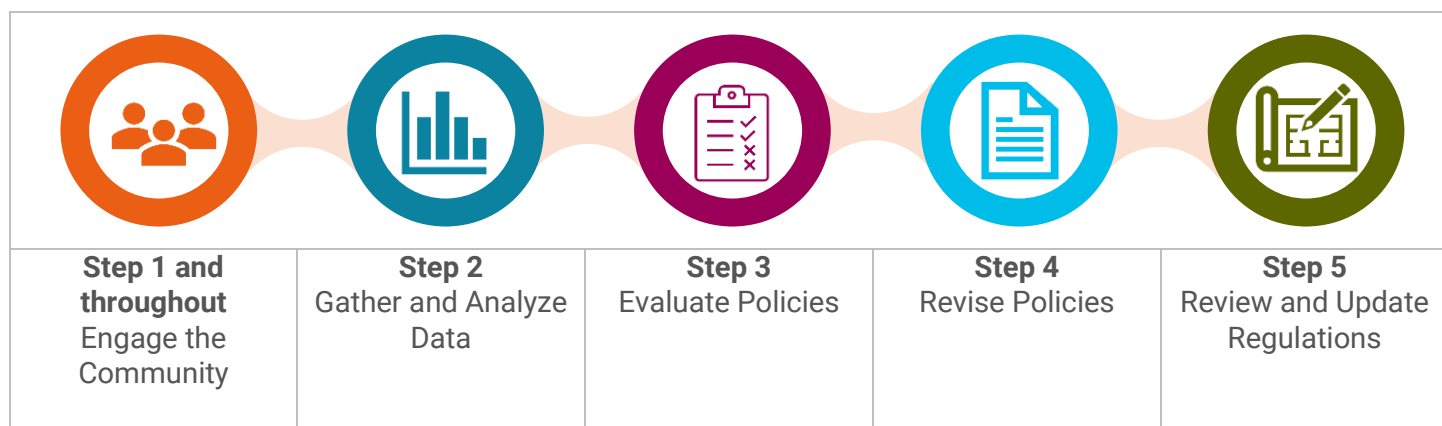 Step 1 and
throughout
Engage the
Community
Step 2
Gather and Analyze
Data
Step 3
Evaluate Policies
Step 4
Revise Policies
Step 5
Review and Update
Regulations